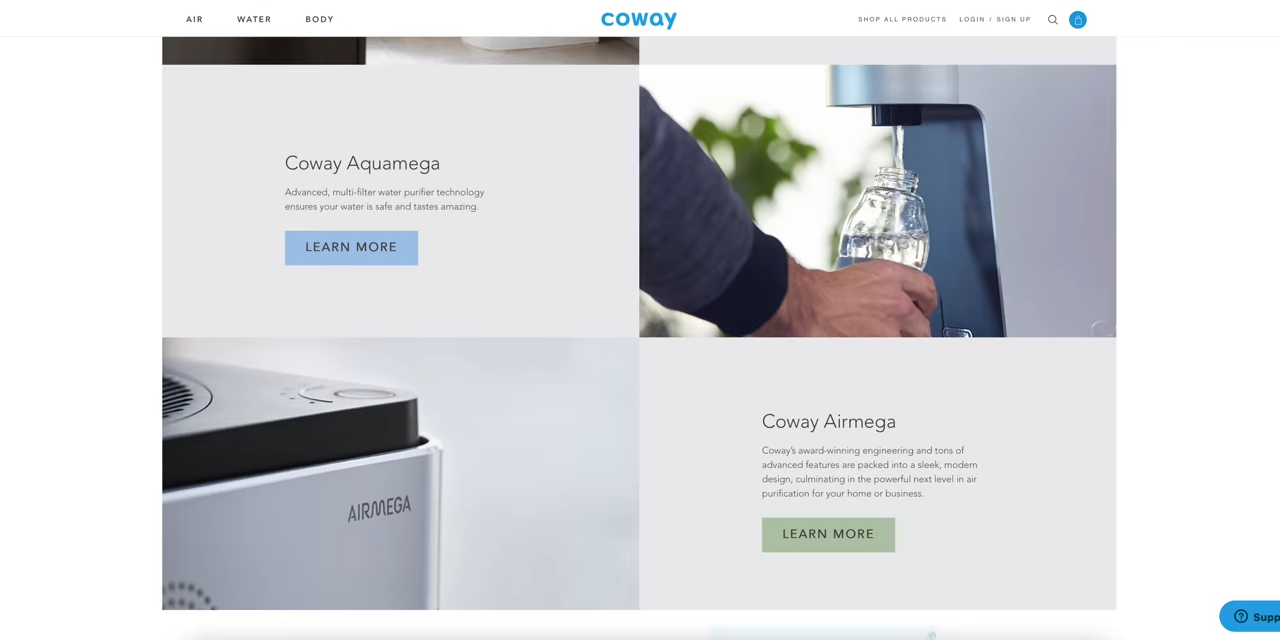 AIR
WATER
BODY
coway
SHOP ALL PRODUCTS
LOGIN / SIGN UP
Coway Aquamega
Advanced, multi-filter water purifier technology
ensures your water is safe and tastes amazing.
LEARN MORE
AIRMEGA
Coway Airmega
Coway's award-winning engineering and tons of
advanced features are packed into a sleek, modern
design, culminating in the powerful next level in air
purification for your home or business.
LEARN MORE
Supp